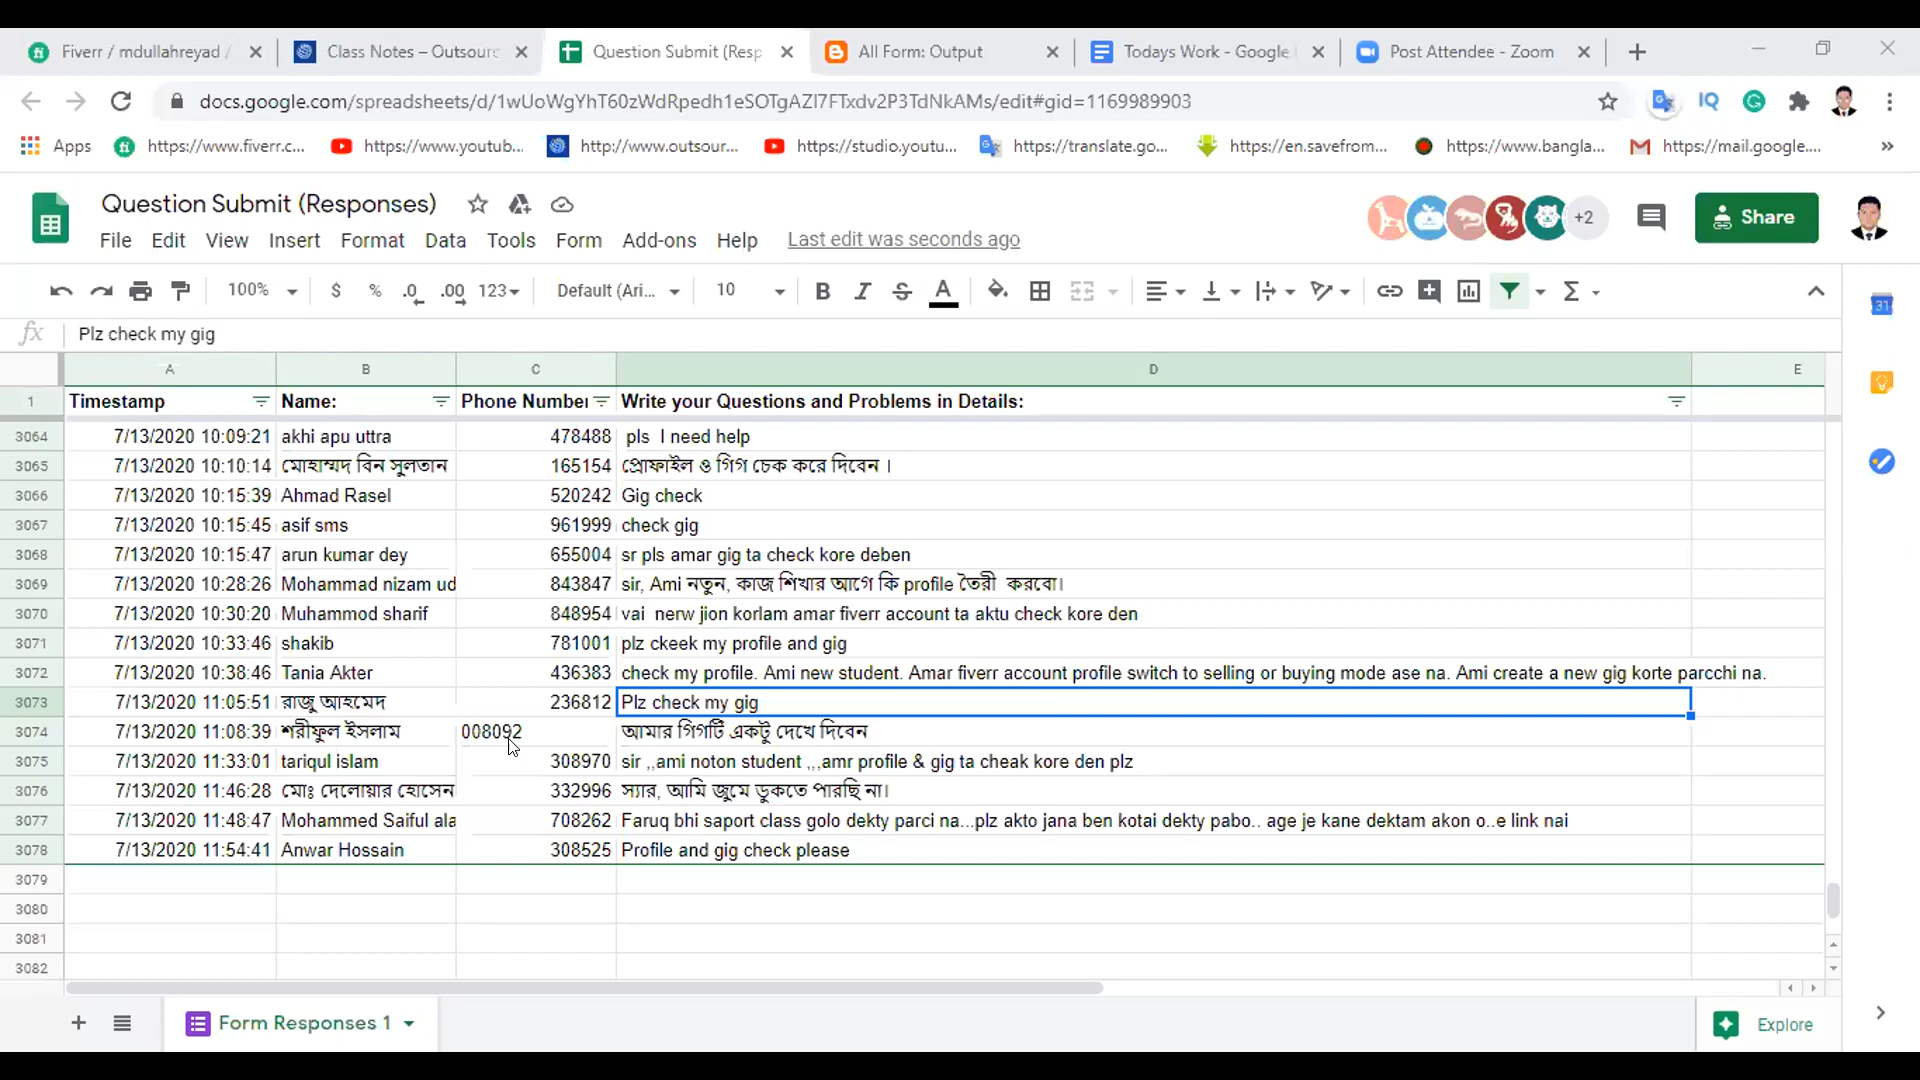 Fiverr / mdullahreyad /
Class Notes – Outsourc
Question Submit (Resp
All Form: Output
Todays Work - Google
Post Attendee - Zoom
docs.google.com/spreadsheets/d/1wUoWgYhT60zWdRpedh1eSOTgAZI7FTxdv2P3TdNkAMs/edit#gid=1169989903
Apps https://www.fiverr.c... https://www.youtub... http://www.outsour... https://studio.youtu... https://translate.go... https://en.savefrom... https://www.bangla... https://mail.google....
Question Submit (Responses)
+2
Share
File Edit View Insert Format Data Tools Form Add-ons Help Last edit was seconds ago
100% $ % .0 .00 123 Default (Ari... 10 B I S A
fx Plz check my gig
A B C D E
1 Timestamp Name: Phone Number Write your Questions and Problems in Details:
3064 7/13/2020 10:09:21 akhi apu uttra 478488 pls I need help
3065 7/13/2020 10:10:14 মোহাম্মদ বিন সুলতান 165154 প্রোফাইল ও গিগ চেক করে দিবেন ।
3066 7/13/2020 10:15:39 Ahmad Rasel 520242 Gig check
3067 7/13/2020 10:15:45 asif sms 961999 check gig
3068 7/13/2020 10:15:47 arun kumar dey 655004 sr pls amar gig ta check kore deben
3069 7/13/2020 10:28:26 Mohammad nizam ud 843847 sir, Ami নতুন, কাজ শিখার আগে কি profile তৈরী করবো।
3070 7/13/2020 10:30:20 Muhammod sharif 848954 vai nerw jion korlam amar fiverr account ta aktu check kore den
3071 7/13/2020 10:33:46 shakib 781001 plz ckeek my profile and gig
3072 7/13/2020 10:38:46 Tania Akter 436383 check my profile. Ami new student. Amar fiverr account profile switch to selling or buying mode ase na. Ami create a new gig korte parcchi na.
3073 7/13/2020 11:05:51 রাজু আহমেদ 236812 Plz check my gig
3074 7/13/2020 11:08:39 শরীফুল ইসলাম 008092 আমার গিগটি একটু দেখে দিবেন
3075 7/13/2020 11:33:01 tariqul islam 308970 sir ,,ami noton student ,,,amr profile & gig ta cheak kore den plz
3076 7/13/2020 11:46:28 মোঃ দেলোয়ার হোসেন 332996 স্যার, আমি জুমে ডুকতে পারছি না।
3077 7/13/2020 11:48:47 Mohammed Saiful ala 708262 Faruq bhi saport class golo dekty parci na...plz akto jana ben kotai dekty pabo.. age je kane dektam akon o..e link nai
3078 7/13/2020 11:54:41 Anwar Hossain 308525 Profile and gig check please
3079
3080
3081
3082
Form Responses 1
Explore